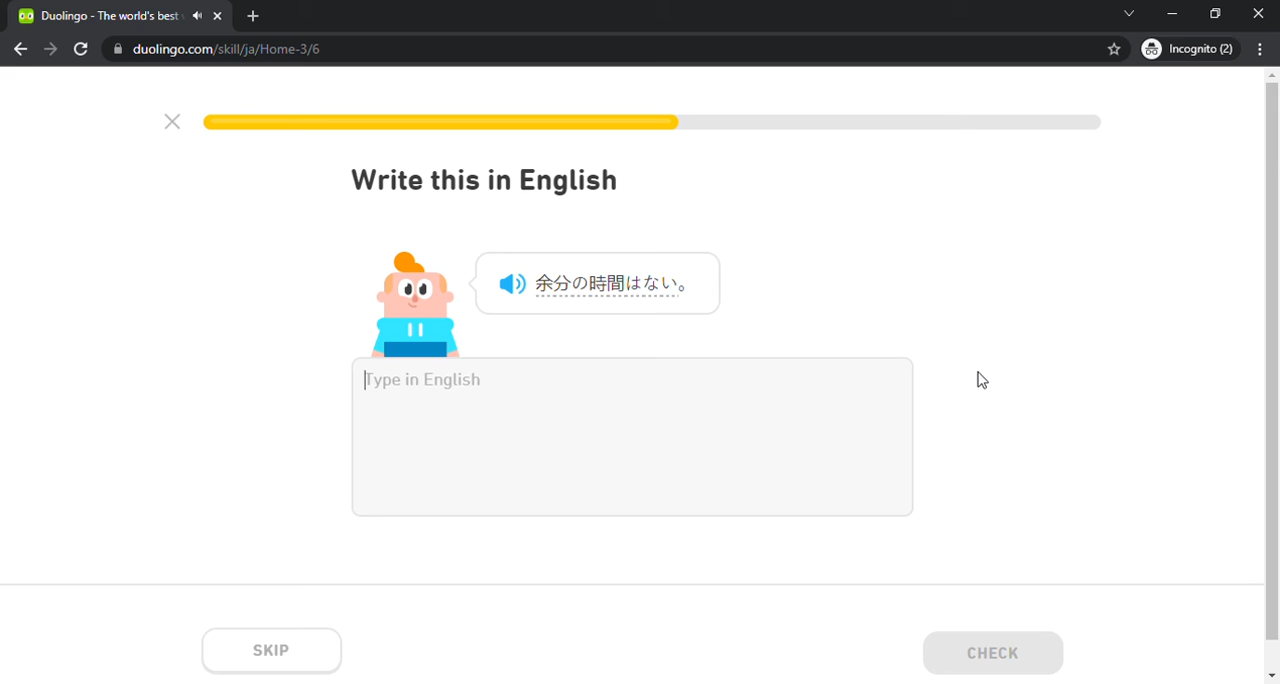 Duolingo - The world's best
duolingo.com/skill/ja/Home-3/6
Incognito (2)
Write this in English
余分の時間はない。
Type in English
SKIP
CHECK